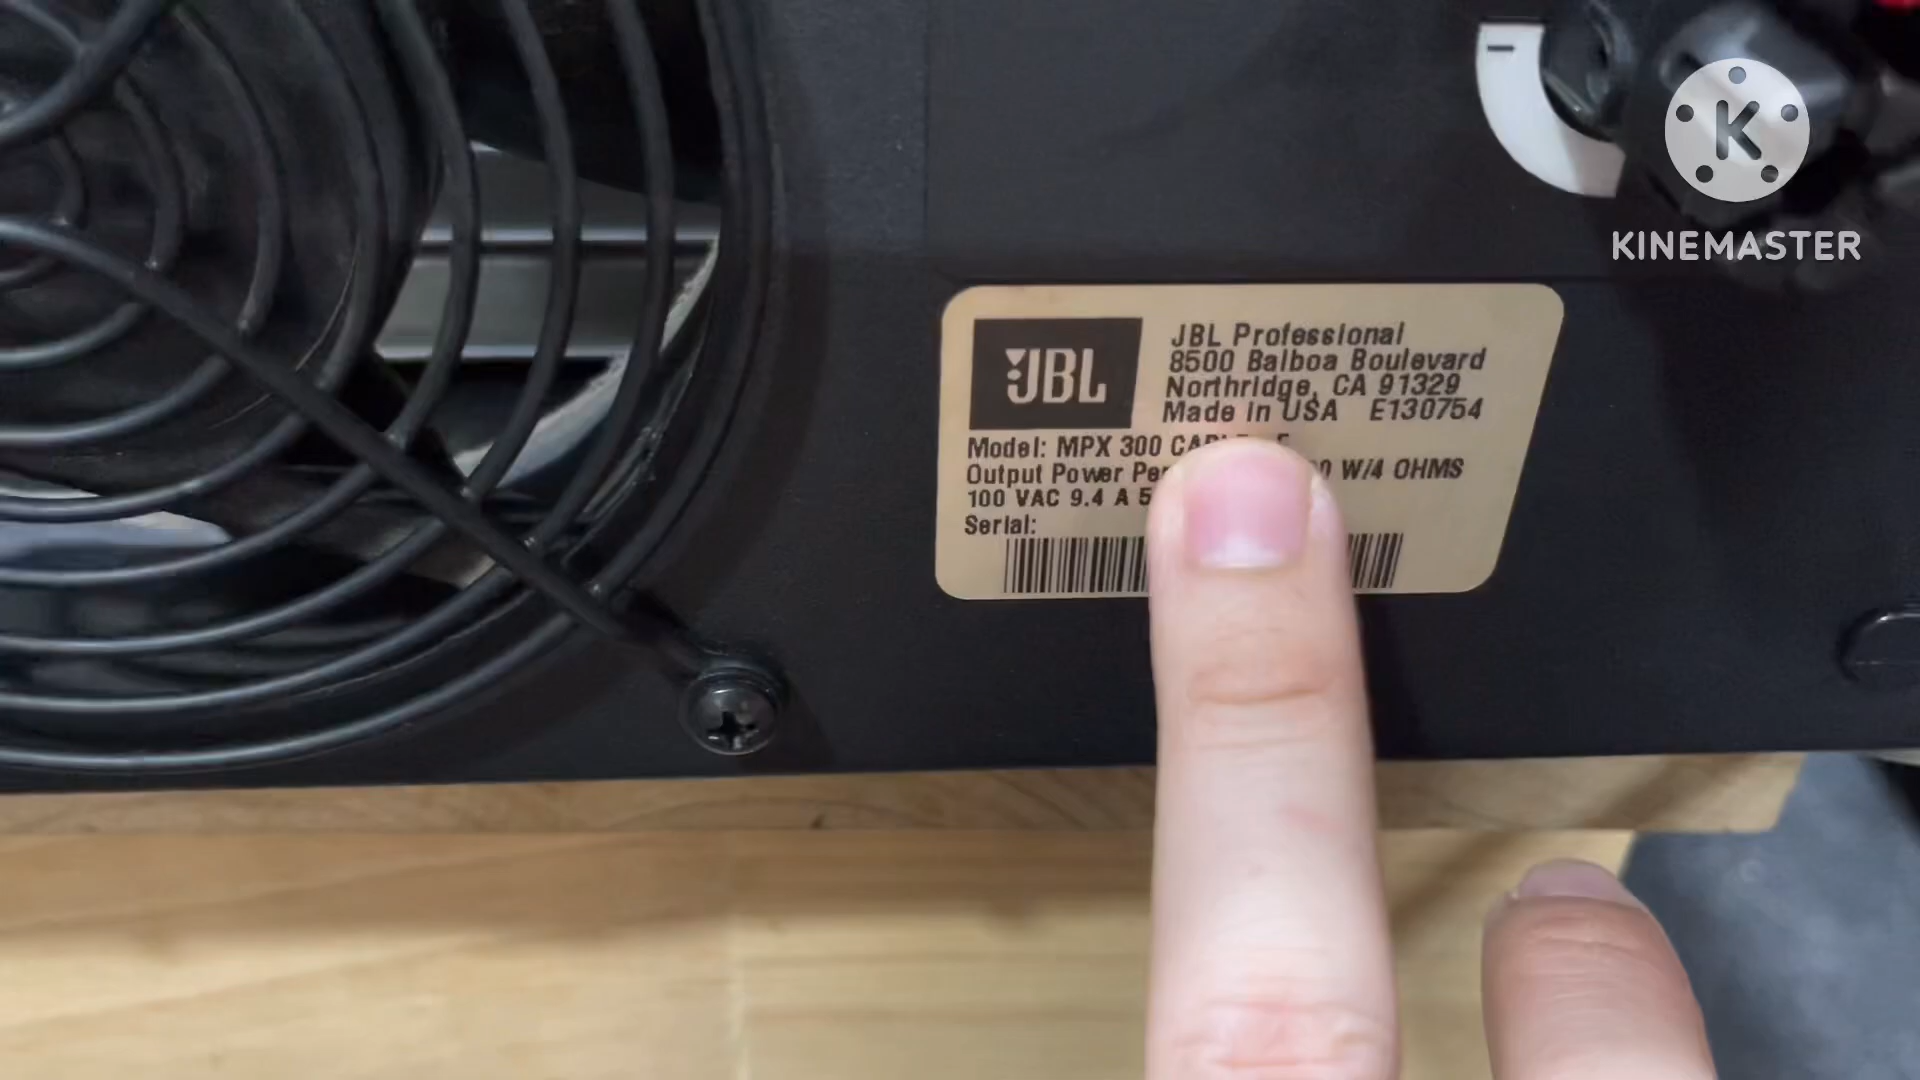 KINEMASTER
JBL
JBL Professional
8500 Balboa Boulevard
Northridge, CA 91329
Made in USA E130754
Model: MPX 300
Output Power Per W/4 OHMS
100 VAC 9.4 A
Serial: